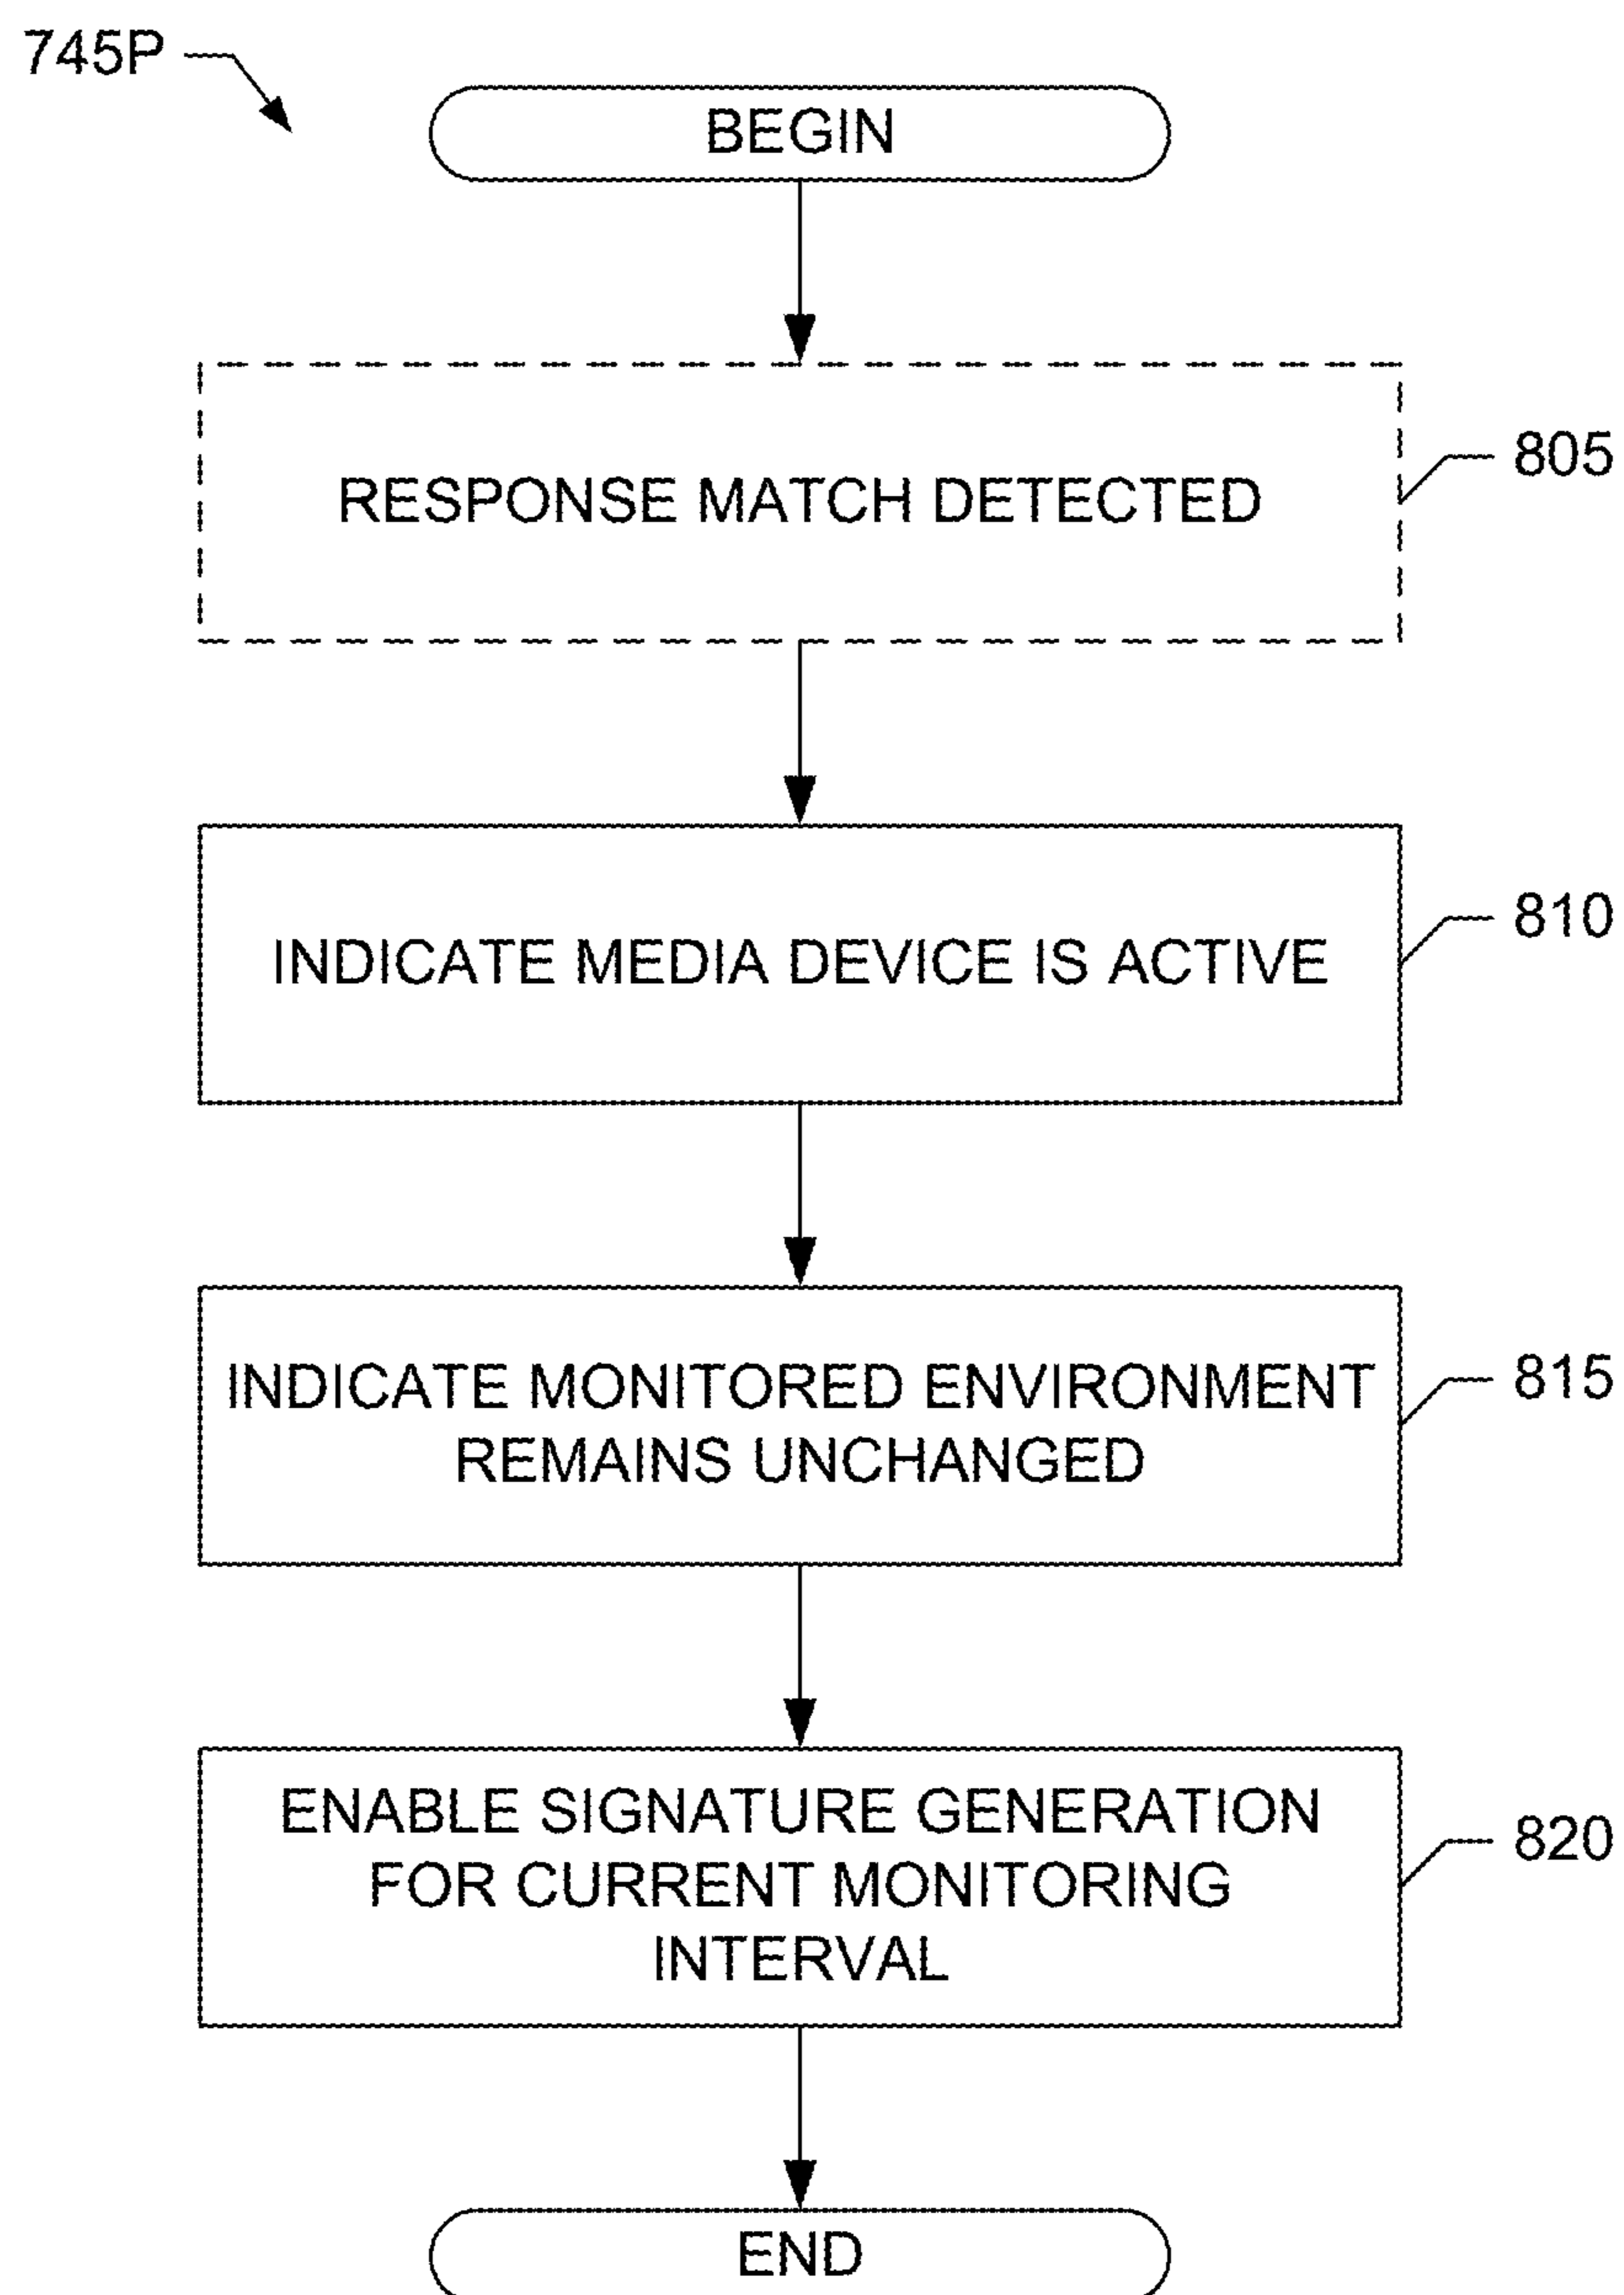 745P
BEGIN
RESPONSE MATCH DETECTED
805
INDICATE MEDIA DEVICE IS ACTIVE
810
INDICATE MONITORED ENVIRONMENT
REMAINS UNCHANGED
815
ENABLE SIGNATURE GENERATION
FOR CURRENT MONITORING
INTERVAL
820
END